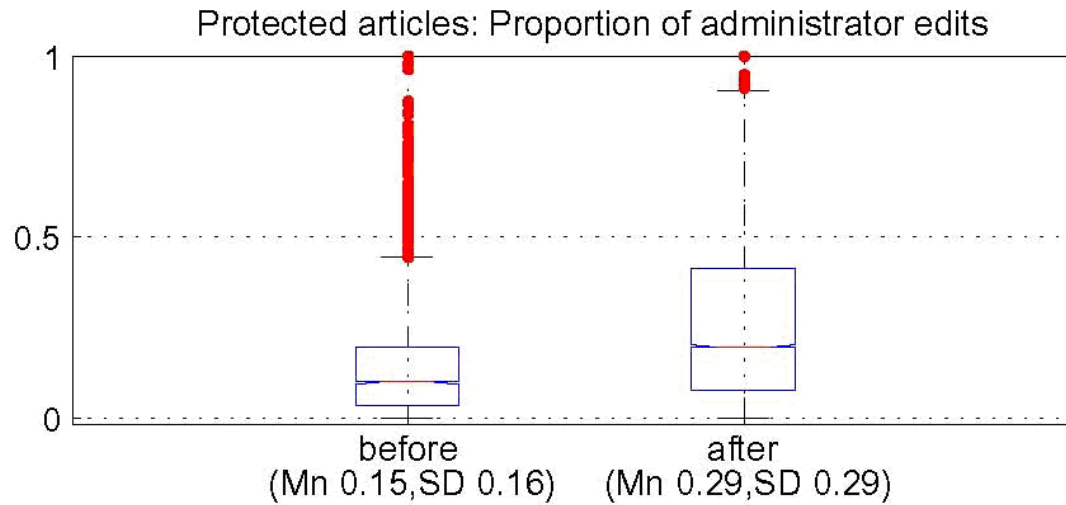 Protected articles: Proportion of administrator edits
1
0.5
0
before after
(Mn 0.15,SD 0.16) (Mn 0.29,SD 0.29)